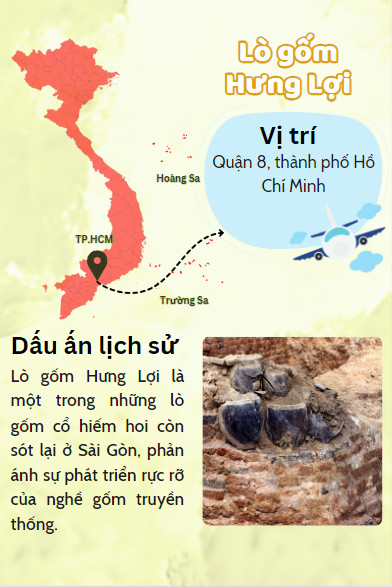 Lò gốm
Hưng Lợi
Vị trí
Quận 8, thành phố Hồ
Chí Minh
Hoàng Sa
TP.HCM
Trường Sa
Dấu ấn lịch sử
Lò gốm Hưng Lợi là
một trong những lò
gốm cổ hiếm hoi còn
sót lại ở Sài Gòn, phản
ánh sự phát triển rực rỡ
của nghề gốm truyền
thống.